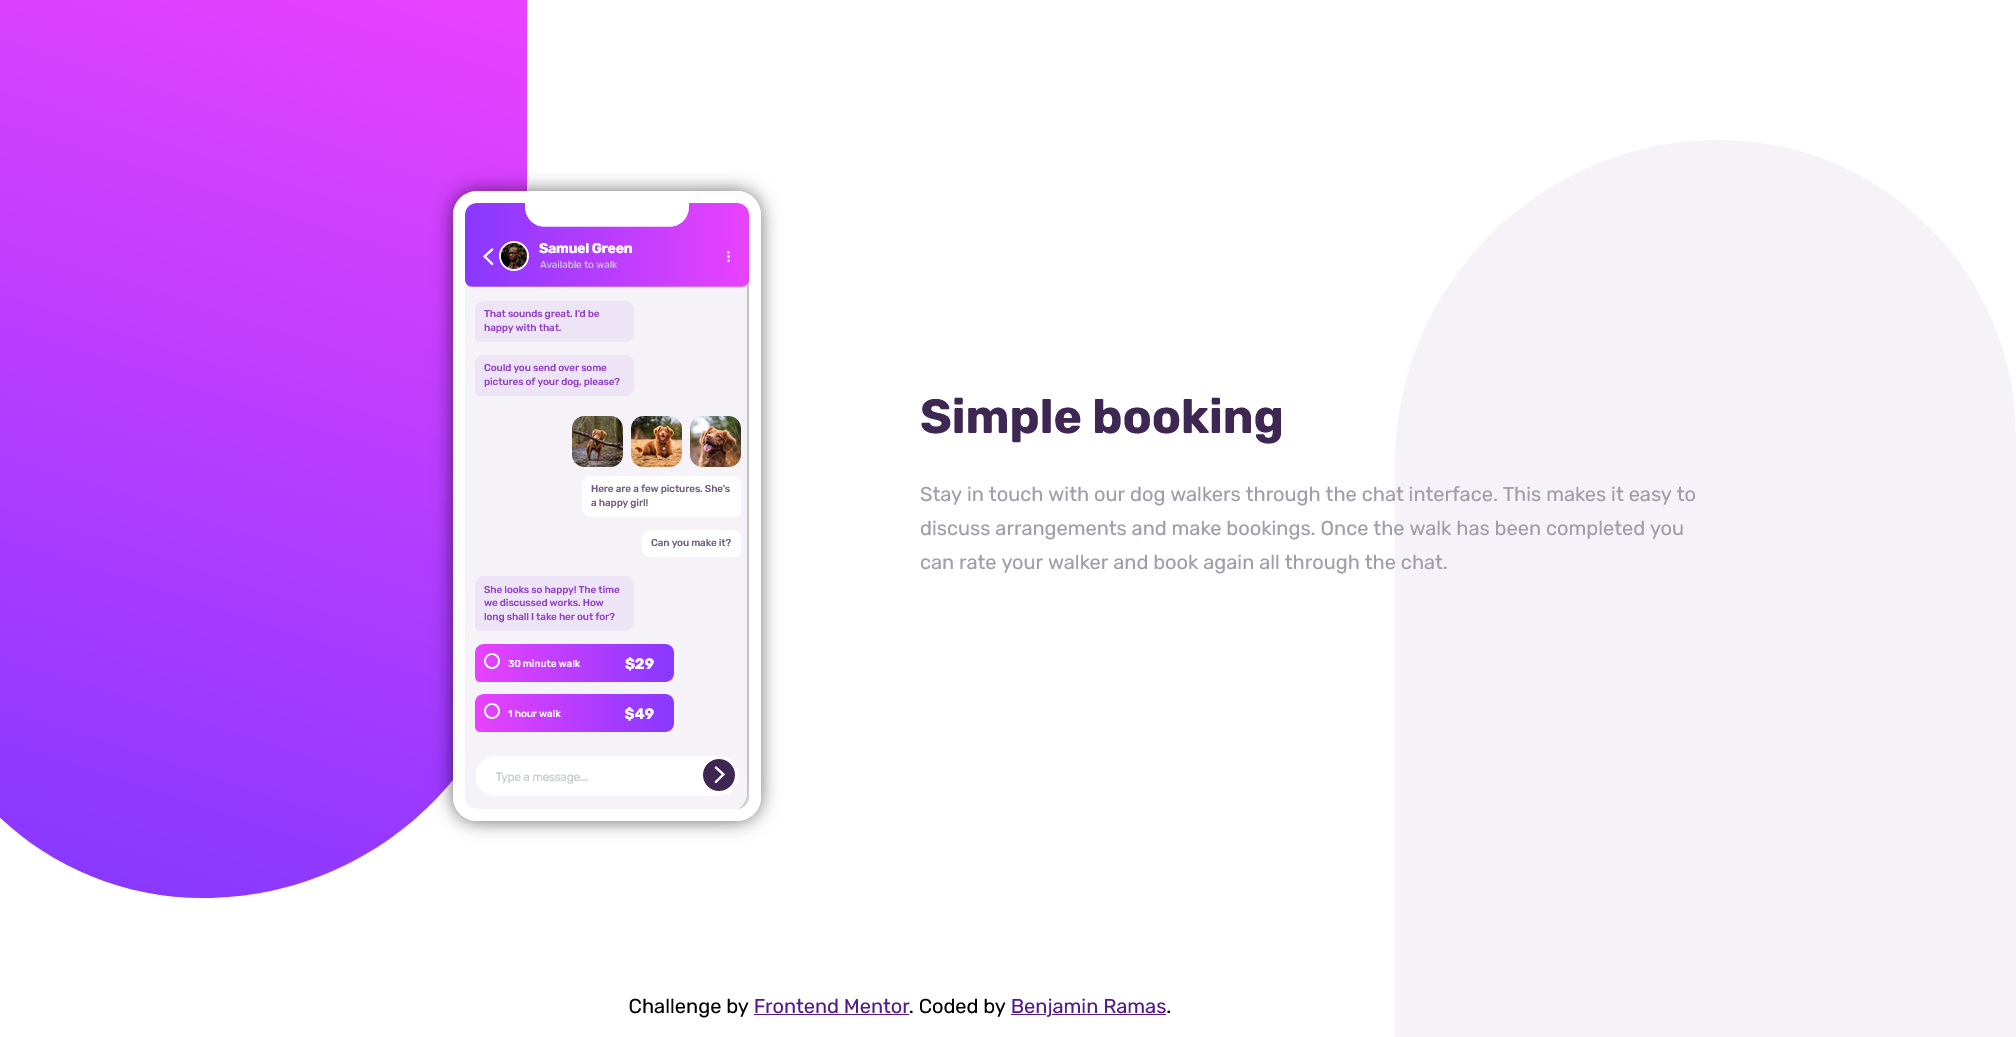 Samuel Green
Available to walk
That sounds great. I'd be
happy with that.
Could you send over some
pictures of your dog, please?
Here are a few pictures. She's
a happy girl!
Can you make it?
She looks so happy! The time
we discussed works. How
long shall I take her out for?
30 minute walk $29
1 hour walk $49
Type a message...
Simple booking
Stay in touch with our dog walkers through the chat interface. This makes it easy to
discuss arrangements and make bookings. Once the walk has been completed you
can rate your walker and book again all through the chat.
Challenge by Frontend Mentor. Coded by Benjamin Ramas.